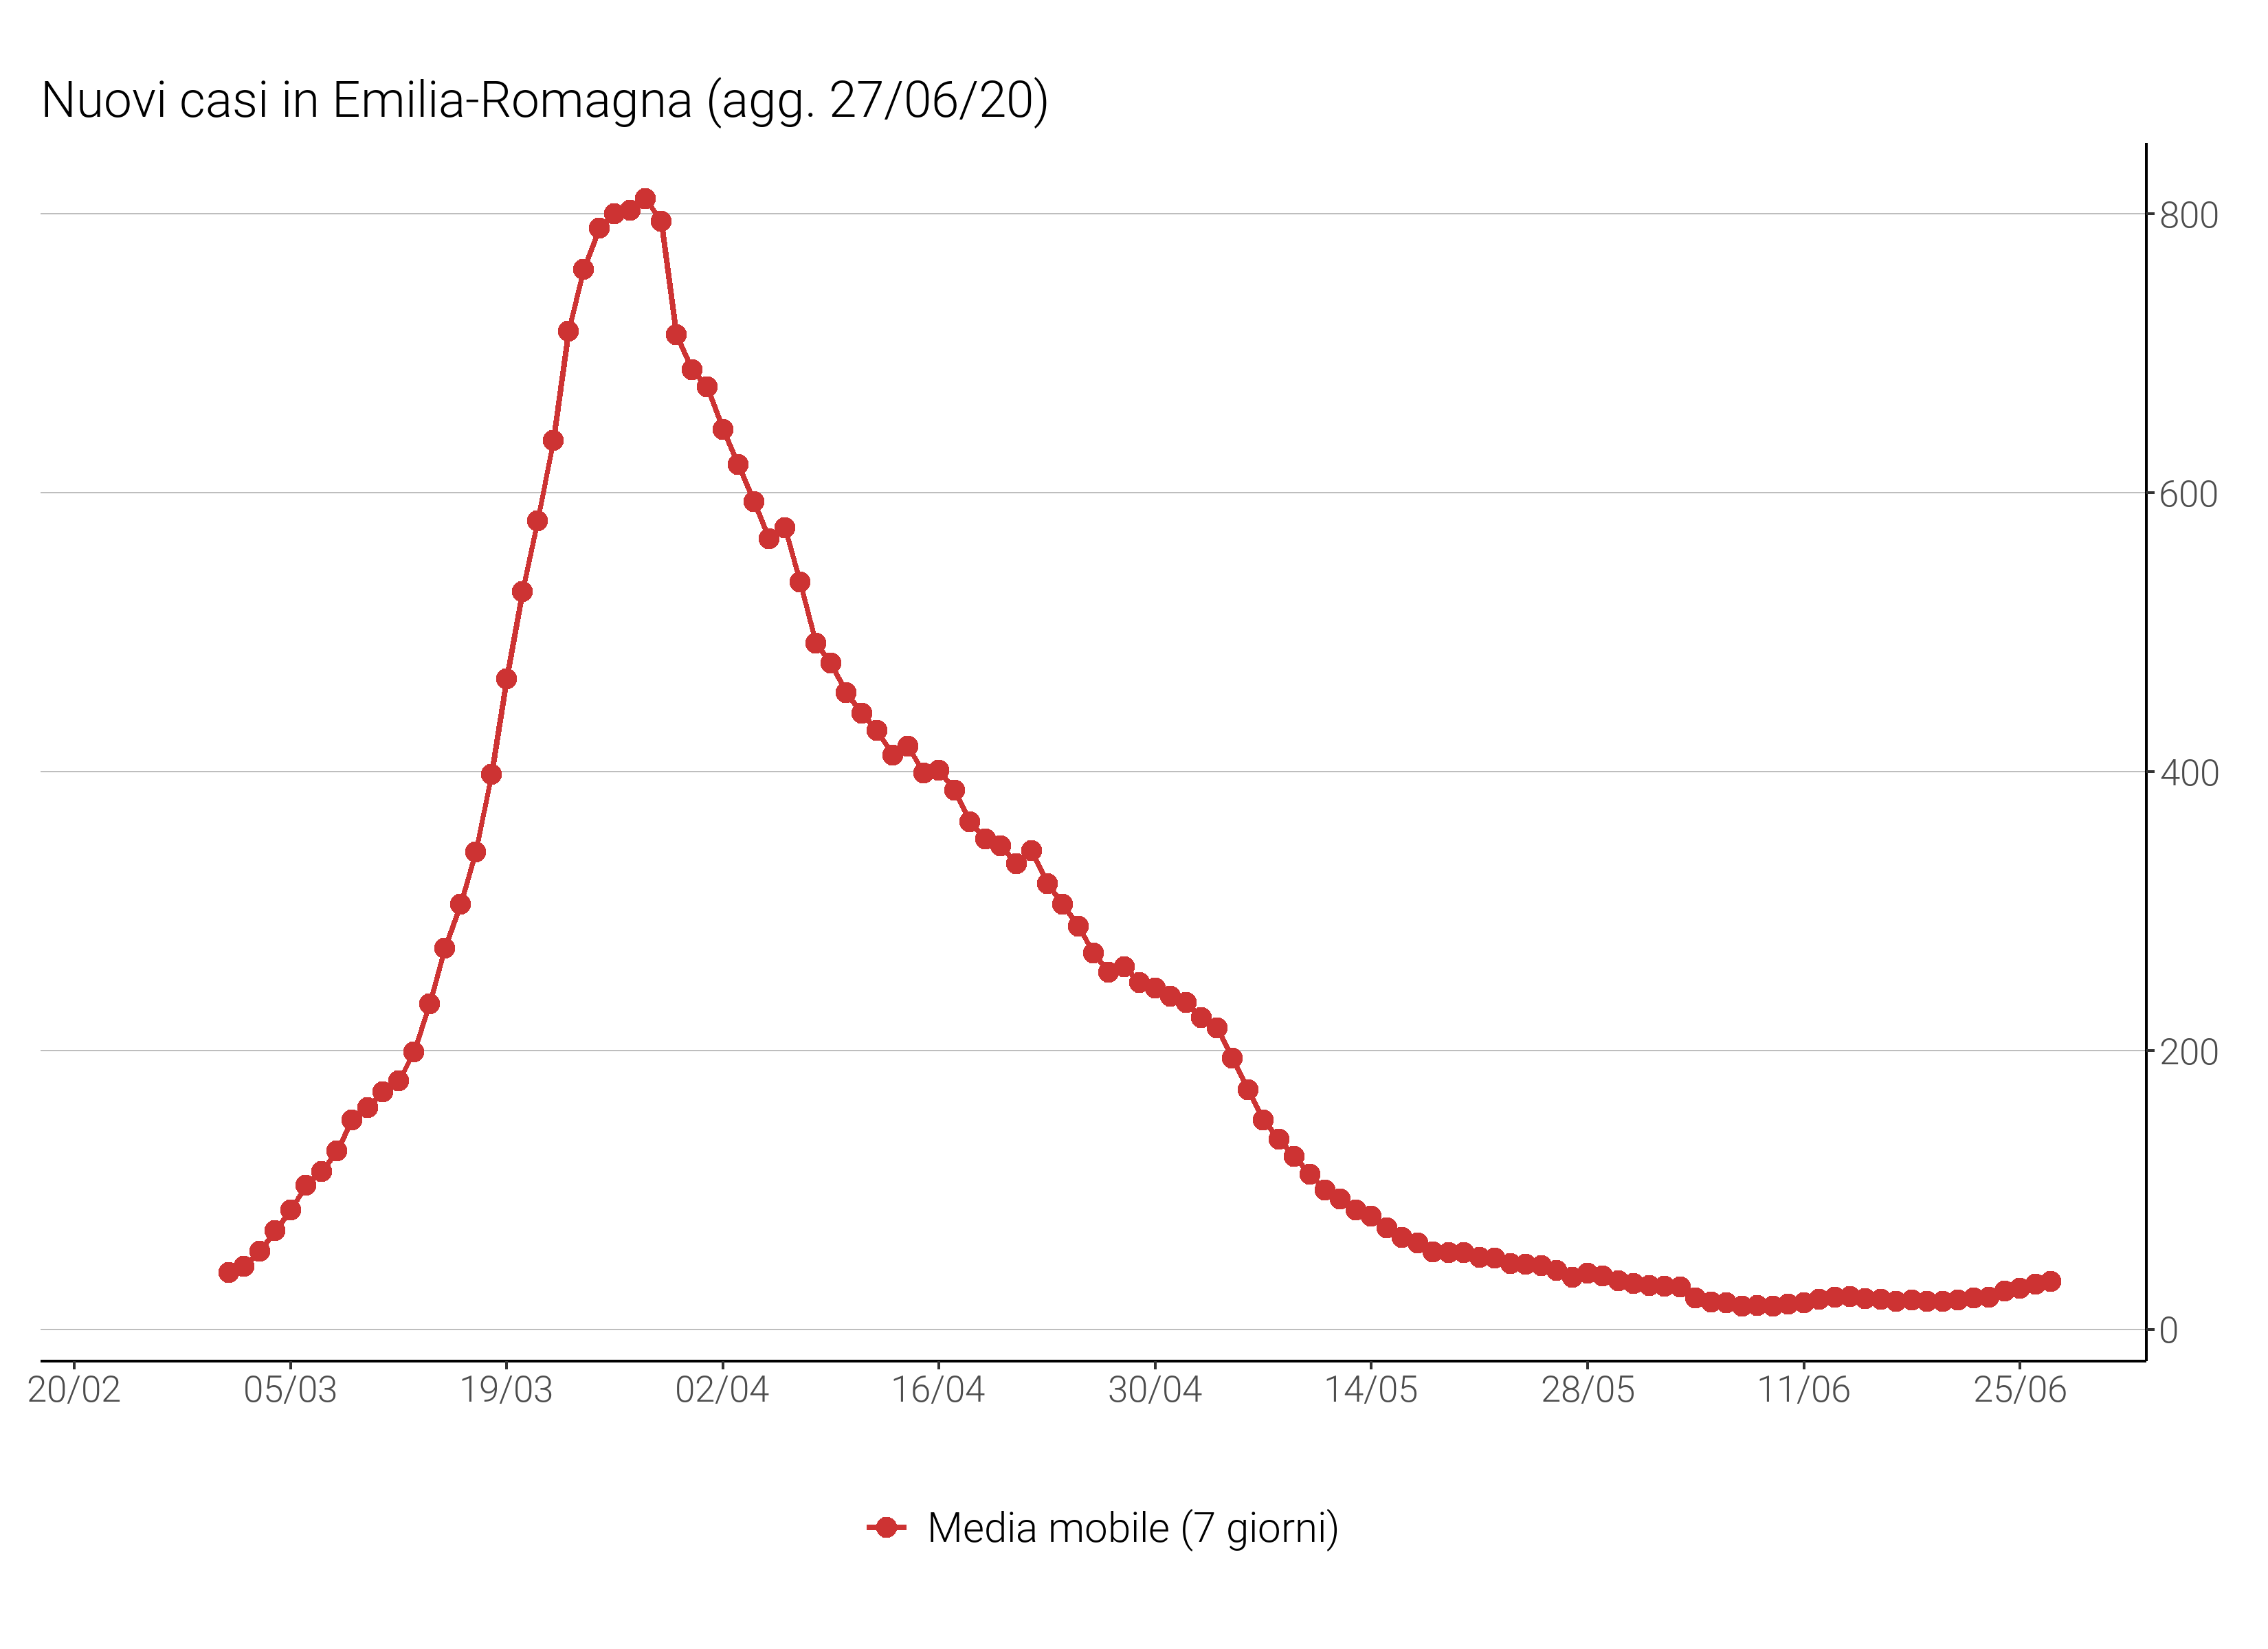 Nuovi casi in Emilia-Romagna (agg. 27/06/20)
800
600
400
200
0
20/02 05/03 19/03 02/04 16/04 30/04 14/05 28/05 11/06 25/06
Media mobile (7 giorni)